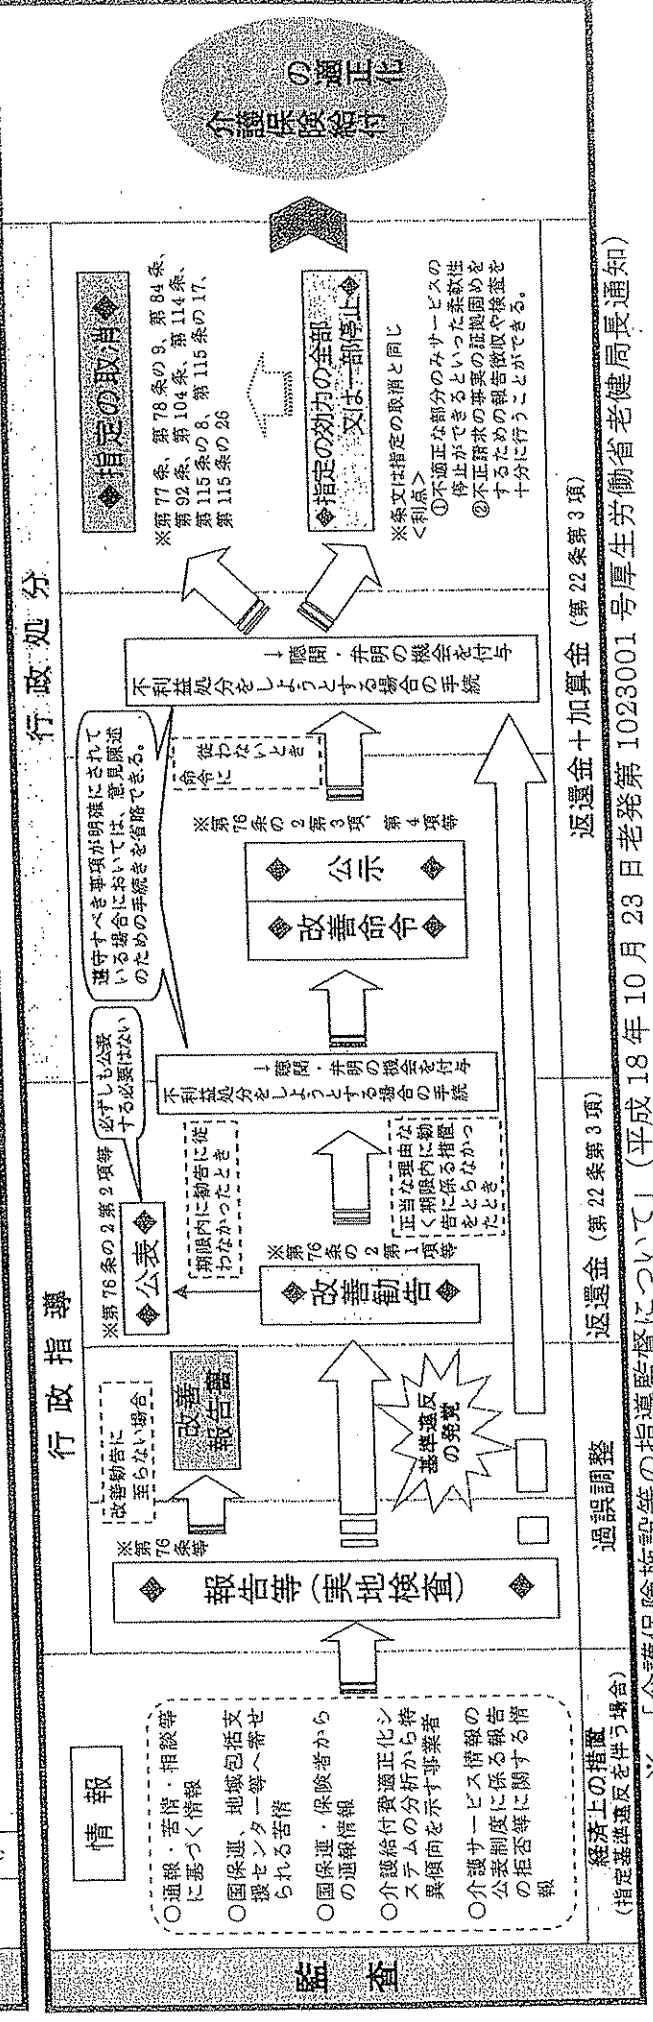 監査
情報
○通報・苦情・相談等
に基づく情報
○国保連、地域包括支
援センター等へ寄せ
られる苦情
○国保連・保険者から
の通報情報
○介護給付費適正化シ
ステムの分析から特
異傾向を示す事業者
○介護サービス情報の
公表制度に係る報告
の拒否等に関する情
報
行政指導
※第76条等
◆報告等(実地検査)◆
改善勧告に
至らない場合
改善
報告書
基準違反
の発覚
※第76条の2第2項等
◆公表◆
必ずしも公表
する必要はない
期限内に勧告に従
わなかったとき
※第76条の2第1項等
◆改善勧告◆
正当な理由な
く期限内に勧
告に係る措置
をとらなかっ
たとき
不利益処分をしようとする場合の手続
→聴聞・弁明の機会を付与
行政処分
遵守すべき事項が明確にされて
いる場合においては、意見陳述
のための手続きを省略できる。
◆改善命令◆
◆公示◆
※第76条の2第3項、第4項等
命令に
従わないとき
不利益処分をしようとする場合の手続
→聴聞・弁明の機会を付与
◆指定の取消◆
※第77条、第78条の9、第84条、
第92条、第104条、第114条、
第115条の8、第115条の17、
第115条の26
◆指定の効力の全部
又は一部停止◆
※条文は指定の取消と同じ
<利点>
①不適正な部分のみサービスの
停止ができるといった柔軟性
②不正請求の事実の証拠固めを
するための報告徴収や検査を
十分に行うことができる。
介護保険給付
の適正化
経済上の措置
(指定基準違反を伴う場合)
過誤調整
返還金(第22条第3項)
返還金+加算金(第22条第3項)
※「介護保険施設等の指導監督について」(平成18年10月23日老発第1023001号厚生労働省老健局長通知)